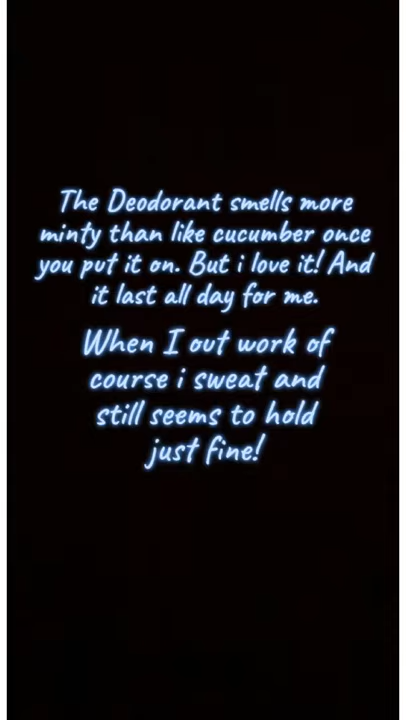 The Deodorant smells more
minty than like cucumber once
you put it on. But i love it! And
it last all day for me.
When I out work of
course i sweat and
still seems to hold
just fine!